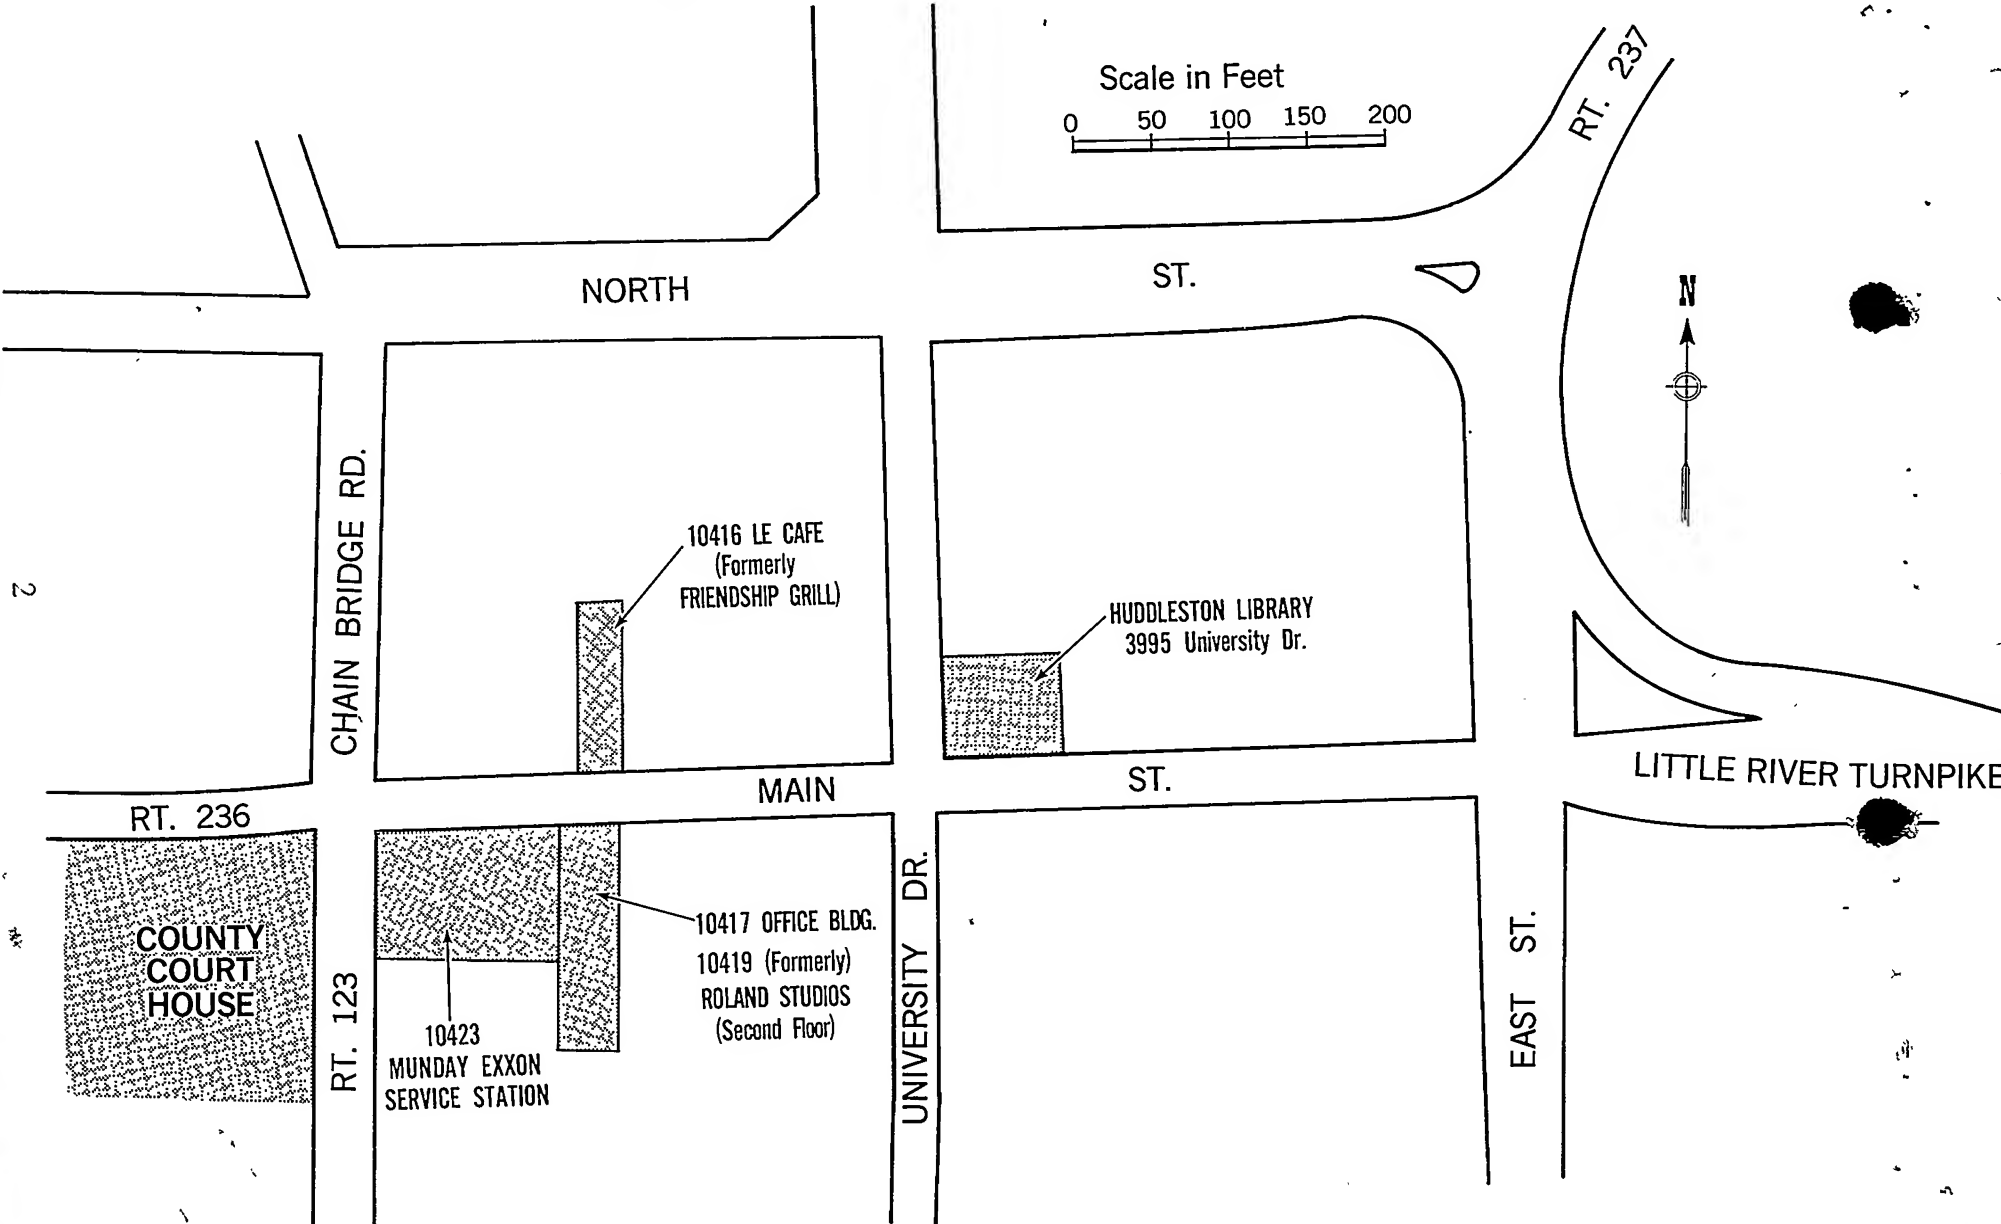 Scale in Feet
0 50 100 150 200
RT. 237
NORTH ST.
N
CHAIN BRIDGE RD.
10416 LE CAFE
(Formerly
FRIENDSHIP GRILL)
HUDDLESTON LIBRARY
3995 University Dr.
2
MAIN ST.
LITTLE RIVER TURNPIKE
RT. 236
COUNTY
COURT
HOUSE
RT. 123
10423
MUNDAY EXXON
SERVICE STATION
10417 OFFICE BLDG.
10419 (Formerly)
ROLAND STUDIOS
(Second Floor)
UNIVERSITY DR.
EAST ST.